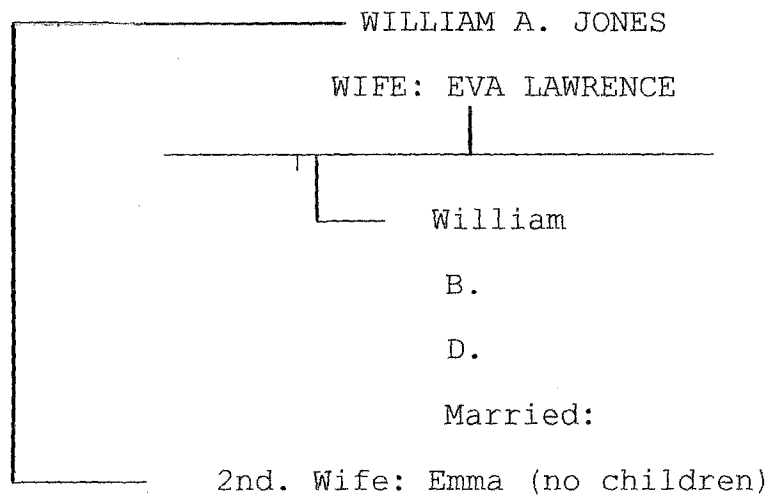 WILLIAM A. JONES
WIFE: EVA LAWRENCE
William
B.
D.
Married:
2nd. Wife: Emma (no children)